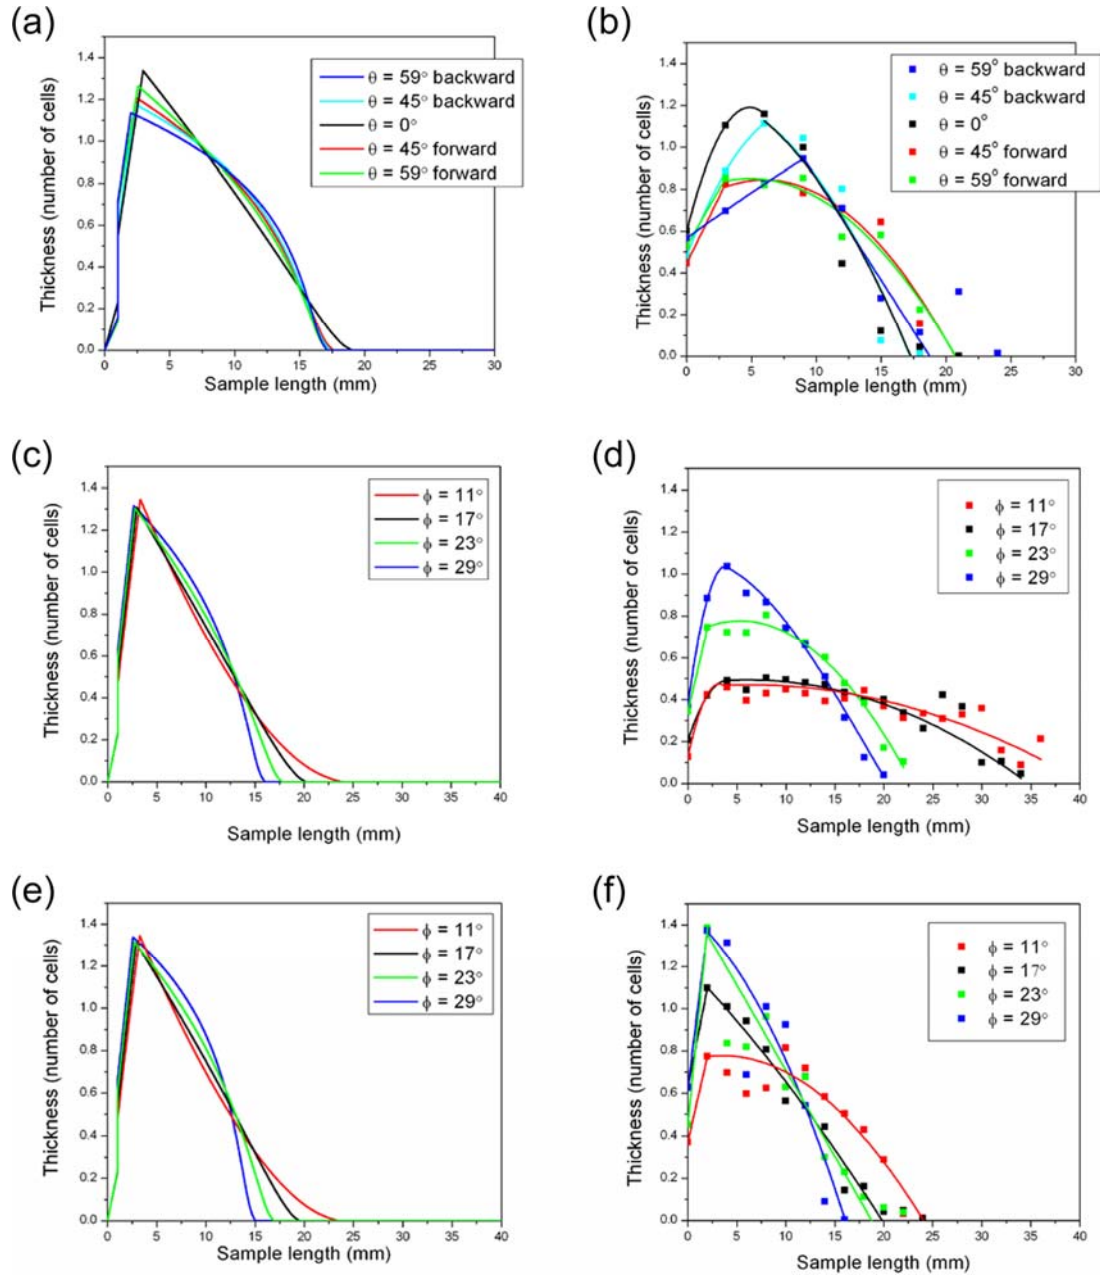 (a)
Thickness (number of cells)
1.4
1.2
1.0
0.8
0.6
0.4
0.2
0.0
θ = 59° backward
θ = 45° backward
θ = 0°
θ = 45° forward
θ = 59° forward
0 5 10 15 20 25 30
Sample length (mm)
(b)
Thickness (number of cells)
1.4
1.2
1.0
0.8
0.6
0.4
0.2
0.0
θ = 59° backward
θ = 45° backward
θ = 0°
θ = 45° forward
θ = 59° forward
0 5 10 15 20 25 30
Sample length (mm)
(c)
Thickness (number of cells)
1.4
1.2
1.0
0.8
0.6
0.4
0.2
0.0
ϕ = 11°
ϕ = 17°
ϕ = 23°
ϕ = 29°
0 5 10 15 20 25 30 35 40
Sample length (mm)
(d)
Thickness (number of cells)
1.4
1.2
1.0
0.8
0.6
0.4
0.2
0.0
ϕ = 11°
ϕ = 17°
ϕ = 23°
ϕ = 29°
0 5 10 15 20 25 30 35 40
Sample length (mm)
(e)
Thickness (number of cells)
1.4
1.2
1.0
0.8
0.6
0.4
0.2
0.0
ϕ = 11°
ϕ = 17°
ϕ = 23°
ϕ = 29°
0 5 10 15 20 25 30 35 40
Sample length (mm)
(f)
Thickness (number of cells)
1.4
1.2
1.0
0.8
0.6
0.4
0.2
0.0
ϕ = 11°
ϕ = 17°
ϕ = 23°
ϕ = 29°
0 5 10 15 20 25 30 35 40
Sample length (mm)